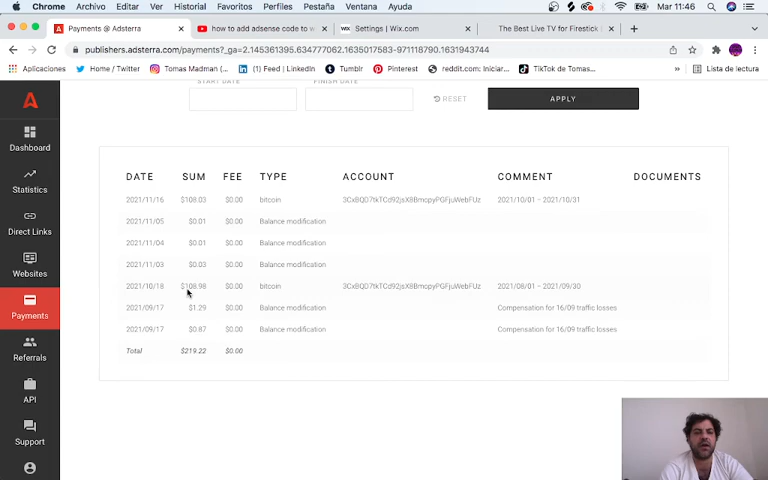 Chrome Archivo Editar Ver Historial Favoritos Perfiles Pestaña Ventana Ayuda Mar 11:46
Payments @ Adsterra how to add adsense code to w Settings | Wix.com The Best Live TV for Firestick
publishers.adsterra.com/payments?_ga=2.145361395.634777062.1635017583-971118790.1631943744
Aplicaciones Home / Twitter Tomas Madman (... (1) Feed | LinkedIn Tumblr Pinterest reddit.com: Iniciar... TikTok de Tomas... » Lista de lectura
START DATE FINISH DATE
RESET APPLY
Dashboard
Statistics
Direct Links
Websites
Payments
Referrals
API
Support
DATE SUM FEE TYPE ACCOUNT COMMENT DOCUMENTS
2021/11/16 $108.03 $0.00 bitcoin 2021/10/01 - 2021/10/31
2021/11/05 $0.01 $0.00 Balance modification
2021/11/04 $0.01 $0.00 Balance modification
2021/11/03 $0.03 $0.00 Balance modification
2021/10/18 $108.98 $0.00 bitcoin 2021/08/01 - 2021/09/30
2021/09/17 $1.29 $0.00 Balance modification Compensation for 16/09 traffic losses
2021/09/17 $0.87 $0.00 Balance modification Compensation for 16/09 traffic losses
Total $219.22 $0.00